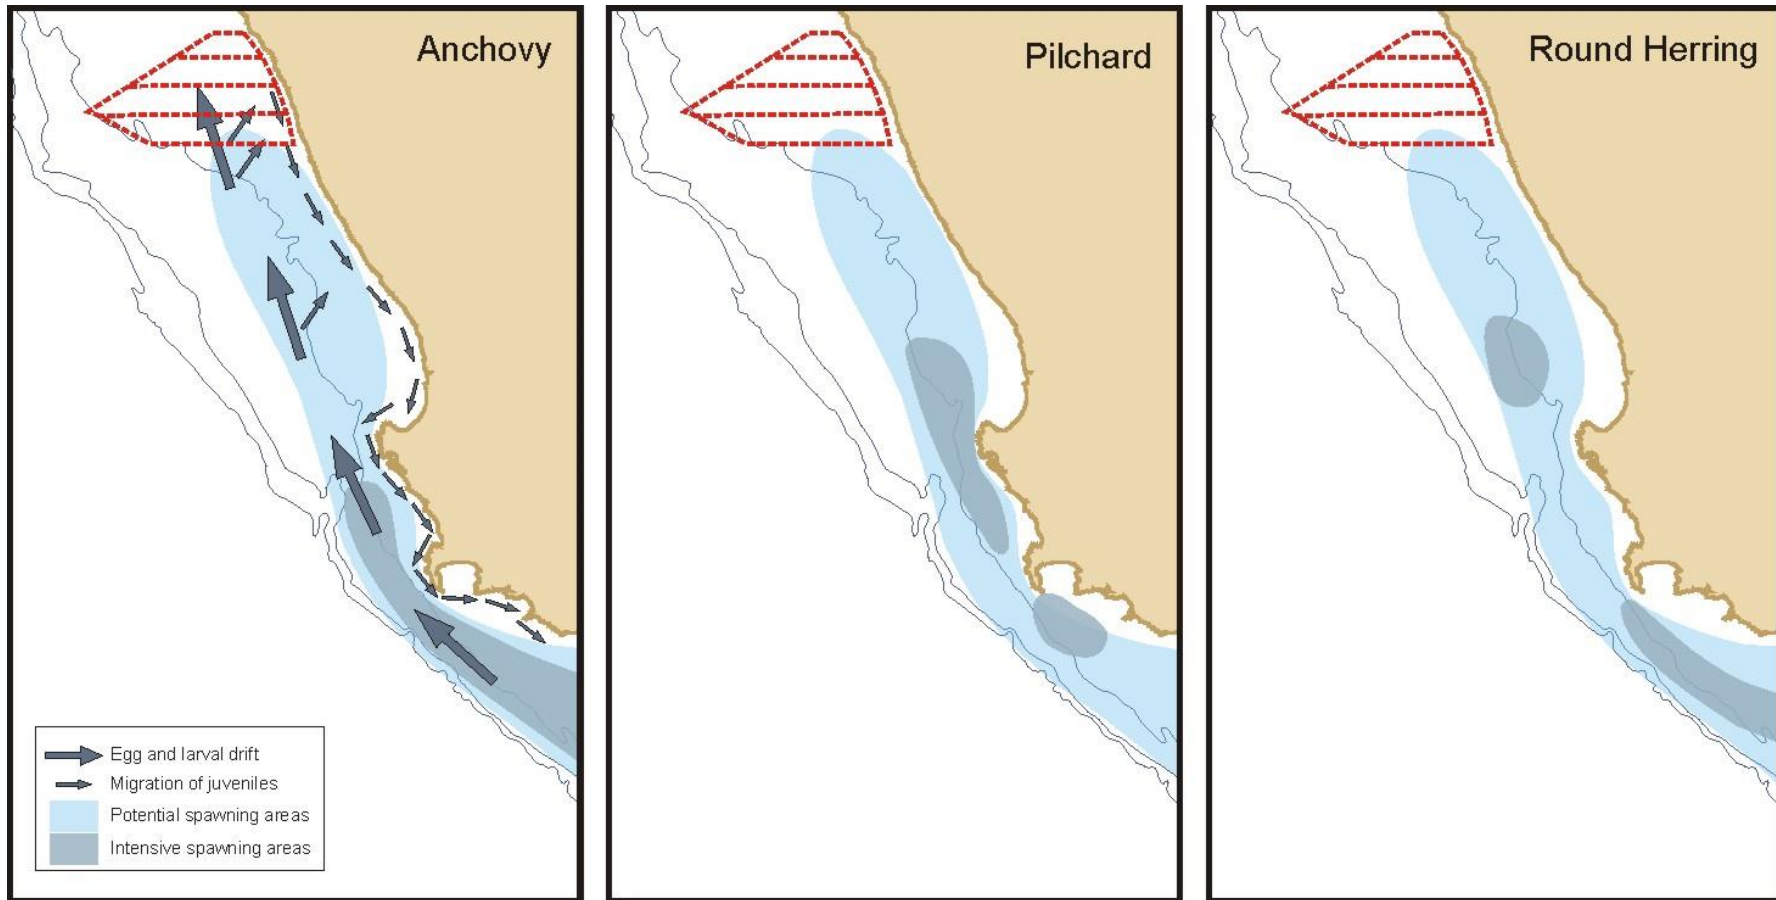 Anchovy
Pilchard
Round Herring
Egg and larval drift
Migration of juveniles
Potential spawning areas
Intensive spawning areas